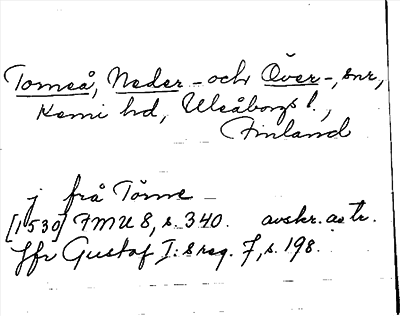 Torneå, Neder- och Över-, snr,
Kemi hd, Uleåborgs l.,
Finland
j frå Törne
[1530] FMU 8, s. 340. avskr. as tr.
Jfr Gustaf I:s reg. 7, s. 198.